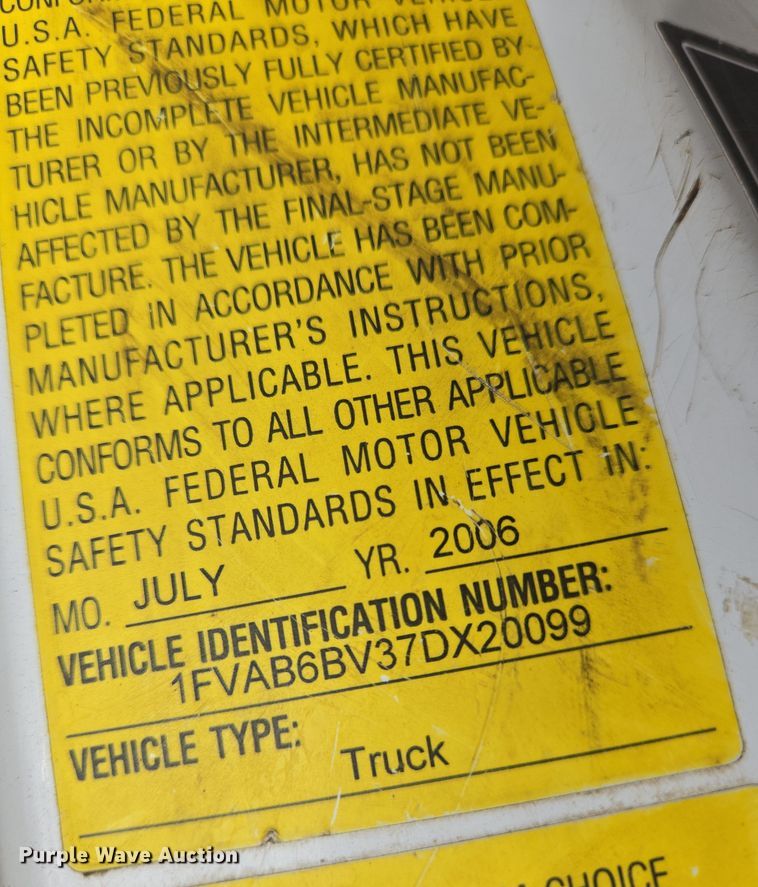 U.S.A. FEDERAL MOTOR
SAFETY STANDARDS, WHICH HAVE
BEEN PREVIOUSLY FULLY CERTIFIED BY
THE INCOMPLETE VEHICLE MANUFAC-
TURER OR BY THE INTERMEDIATE VE-
HICLE MANUFACTURER, HAS NOT BEEN
AFFECTED BY THE FINAL-STAGE MANU-
FACTURE. THE VEHICLE HAS BEEN COM-
PLETED IN ACCORDANCE WITH PRIOR
MANUFACTURER'S INSTRUCTIONS,
WHERE APPLICABLE. THIS VEHICLE
CONFORMS TO ALL OTHER APPLICABLE
U.S.A. FEDERAL MOTOR VEHICLE
SAFETY STANDARDS IN EFFECT IN:
MO. JULY YR. 2006
VEHICLE IDENTIFICATION NUMBER:
1FVAB6BV37DX20099
VEHICLE TYPE:
Truck
CHOICE
Purple Wave Auction